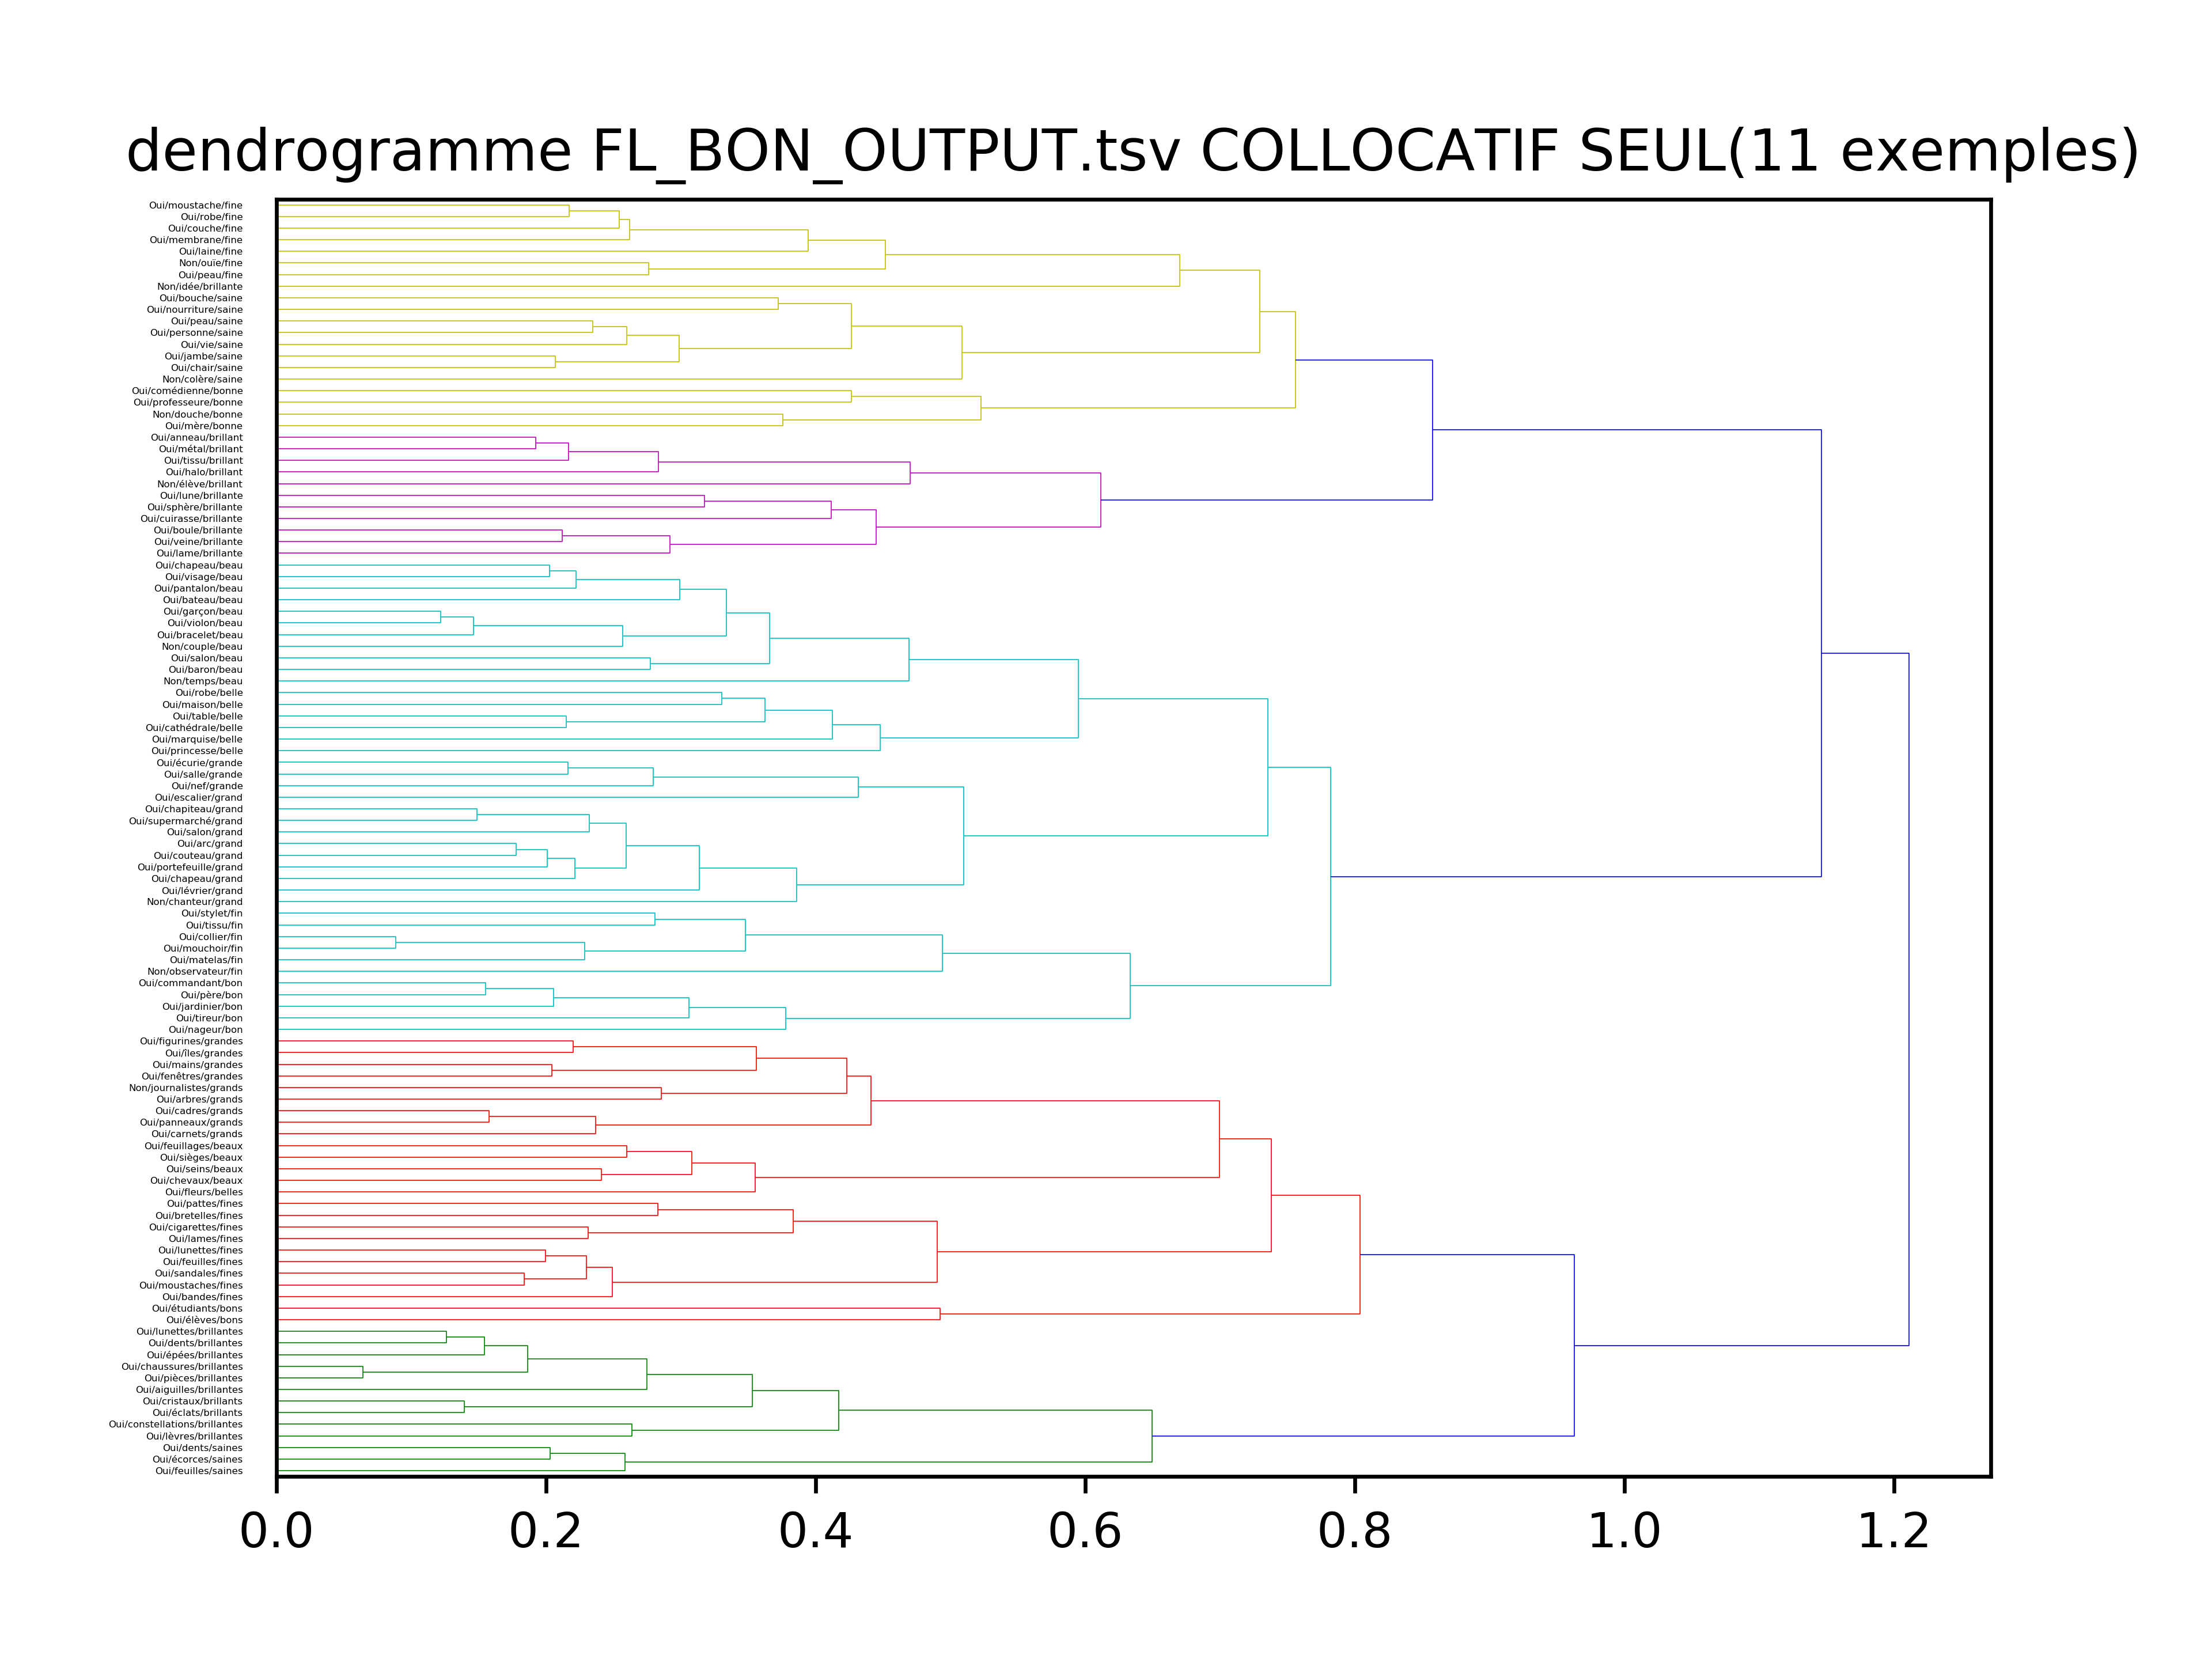 dendrogramme FL_BON_OUTPUT.tsv COLLOCATIF SEUL(11 exemples)
Oui/moustache/fine
Oui/robe/fine
Oui/couche/fine
Oui/membrane/fine
Oui/laine/fine
Non/ouïe/fine
Oui/peau/fine
Non/idée/brillante
Oui/bouche/saine
Oui/nourriture/saine
Oui/peau/saine
Oui/personne/saine
Oui/vie/saine
Oui/jambe/saine
Oui/chair/saine
Non/colère/saine
Oui/comédienne/bonne
Oui/professeure/bonne
Non/douche/bonne
Oui/mère/bonne
Oui/anneau/brillant
Oui/métal/brillant
Oui/tissu/brillant
Oui/halo/brillant
Non/élève/brillant
Oui/lune/brillante
Oui/sphère/brillante
Oui/cuirasse/brillante
Oui/boule/brillante
Oui/veine/brillante
Oui/lame/brillante
Oui/chapeau/beau
Oui/visage/beau
Oui/pantalon/beau
Oui/bateau/beau
Oui/garçon/beau
Oui/violon/beau
Oui/bracelet/beau
Non/couple/beau
Oui/salon/beau
Oui/baron/beau
Non/temps/beau
Oui/robe/belle
Oui/maison/belle
Oui/table/belle
Oui/cathédrale/belle
Oui/marquise/belle
Oui/princesse/belle
Oui/écurie/grande
Oui/salle/grande
Oui/nef/grande
Oui/escalier/grand
Oui/chapiteau/grand
Oui/supermarché/grand
Oui/salon/grand
Oui/arc/grand
Oui/couteau/grand
Oui/portefeuille/grand
Oui/chapeau/grand
Oui/lévrier/grand
Non/chanteur/grand
Oui/stylet/fin
Oui/tissu/fin
Oui/collier/fin
Oui/mouchoir/fin
Oui/matelas/fin
Non/observateur/fin
Oui/commandant/bon
Oui/père/bon
Oui/jardinier/bon
Oui/tireur/bon
Oui/nageur/bon
Oui/figurines/grandes
Oui/îles/grandes
Oui/mains/grandes
Oui/fenêtres/grandes
Non/journalistes/grands
Oui/arbres/grands
Oui/cadres/grands
Oui/panneaux/grands
Oui/carnets/grands
Oui/feuillages/beaux
Oui/sièges/beaux
Oui/seins/beaux
Oui/chevaux/beaux
Oui/fleurs/belles
Oui/pattes/fines
Oui/bretelles/fines
Oui/cigarettes/fines
Oui/lames/fines
Oui/lunettes/fines
Oui/feuilles/fines
Oui/sandales/fines
Oui/moustaches/fines
Oui/bandes/fines
Oui/étudiants/bons
Oui/élèves/bons
Oui/lunettes/brillantes
Oui/dents/brillantes
Oui/épées/brillantes
Oui/chaussures/brillantes
Oui/pièces/brillantes
Oui/aiguilles/brillantes
Oui/cristaux/brillants
Oui/éclats/brillants
Oui/constellations/brillantes
Oui/lèvres/brillantes
Oui/dents/saines
Oui/écorces/saines
Oui/feuilles/saines
0.0 0.2 0.4 0.6 0.8 1.0 1.2